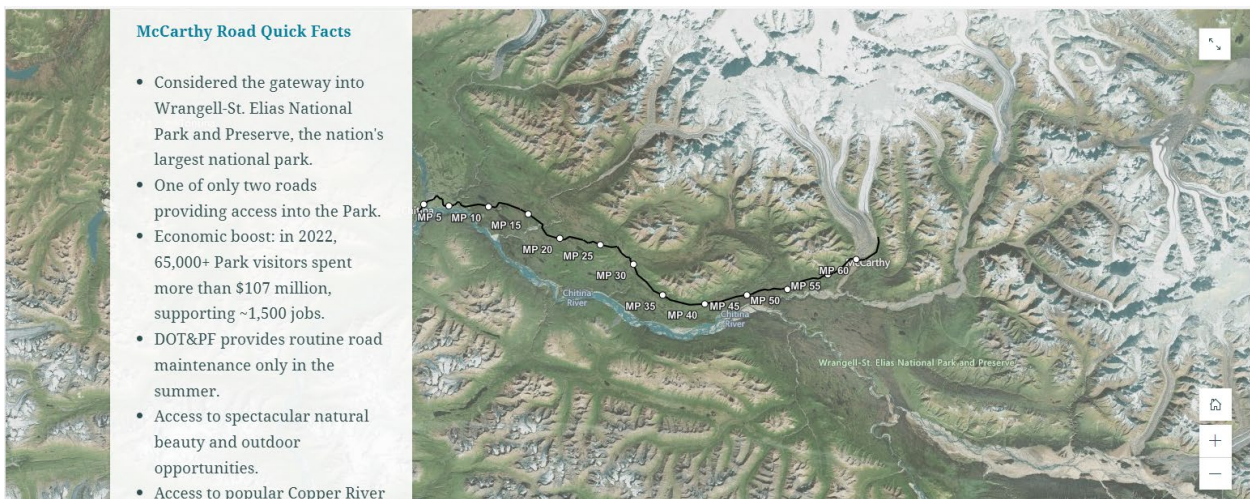 McCarthy Road Quick Facts
• Considered the gateway into
Wrangell-St. Elias National
Park and Preserve, the nation's
largest national park.
• One of only two roads
providing access into the Park.
• Economic boost: in 2022,
65,000+ Park visitors spent
more than $107 million,
supporting ~1,500 jobs.
• DOT&PF provides routine road
maintenance only in the
summer.
• Access to spectacular natural
beauty and outdoor
opportunities.
• Access to popular Copper River
MP 5
MP 10
MP 15
MP 20
MP 25
MP 30
MP 35
MP 40
MP 45
MP 50
MP 55
MP 60
McCarthy
Chitina
River
Chitina
River
Wrangell-St. Elias National Park and Preserve